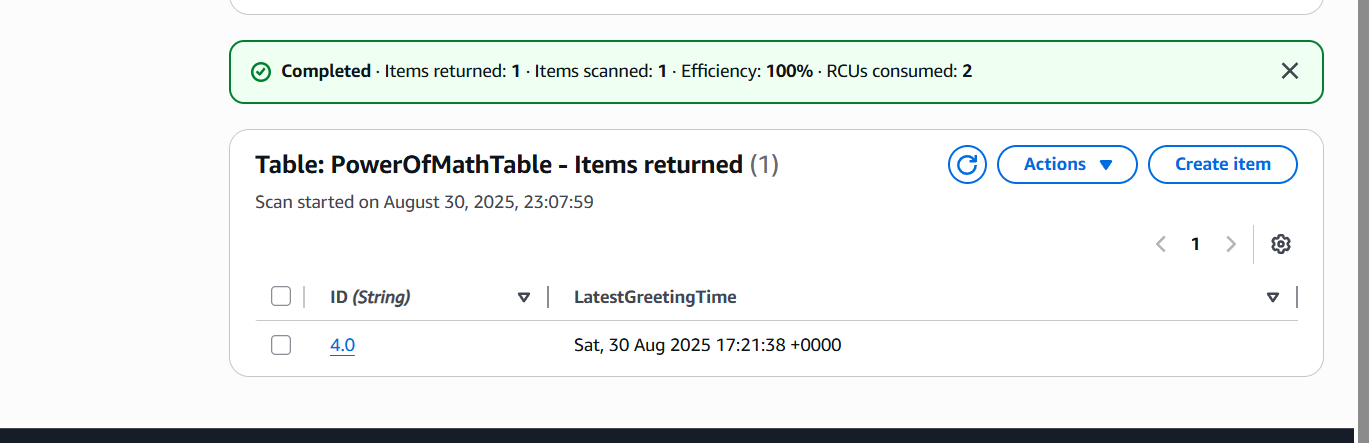 Completed · Items returned: 1 · Items scanned: 1 · Efficiency: 100% · RCUs consumed: 2
Table: PowerOfMathTable - Items returned (1)
Actions
Create item
Scan started on August 30, 2025, 23:07:59
1
ID (String)
LatestGreetingTime
4.0
Sat, 30 Aug 2025 17:21:38 +0000